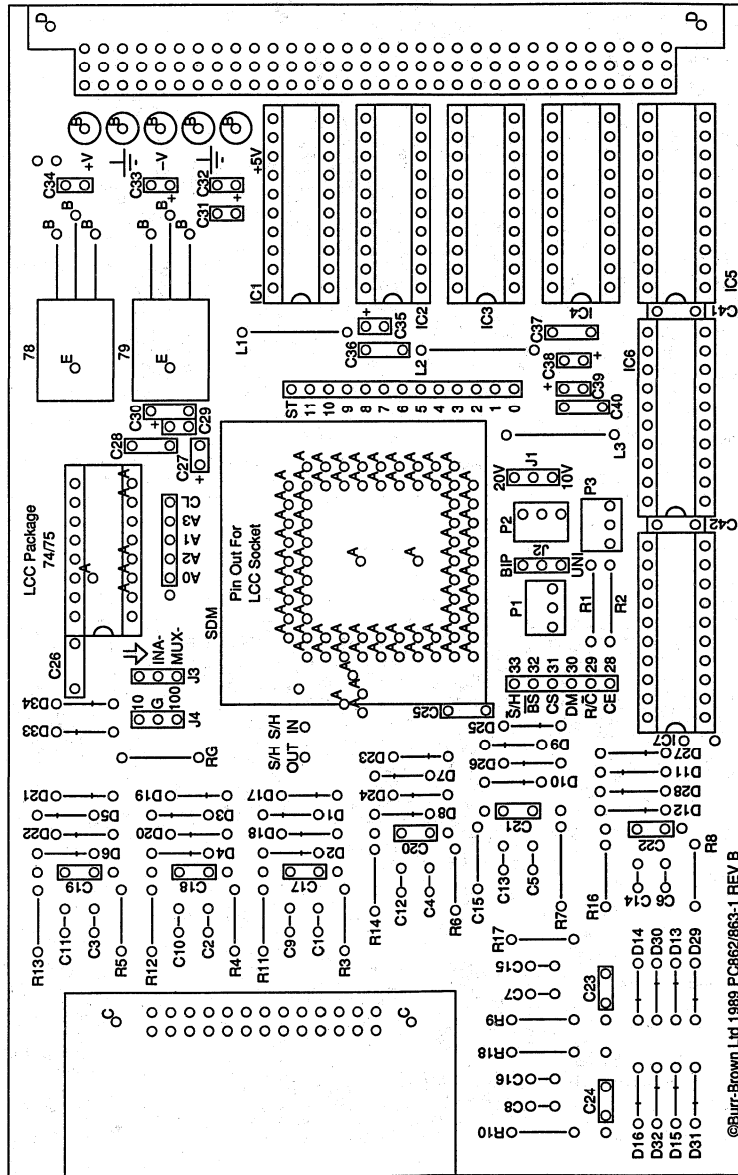 D
D
C34
+V
B
B
C33
−V
+
B
C32
B
C31
+
B
+5V
B
B
B
B
B
B
78
E
79
E
IC1
IC2
IC3
IC4
IC5
L1
+
C35
C36
L2
C37
C38
+
+
C39
C40
C41
IC6
C30
+
C29
C28
C27
+
ST
11
10
9
8
7
6
5
4
3
2
1
0
L3
LCC Package
74/75
A
A
A
A
A
CL
A3
A1
A2
A0
SDM
Pin Out For
LCC Socket
A
A
20V
J1
10V
P2
P3
BIP
J2
UNI
P1
R1
R2
C42
C26
INA-
MUX-
J3
10
G
100
J4
D34
D33
RG
S/H S/H
OUT IN
C25
S/H 33
BS 32
CS 31
DM 30
R/C 29
CE 28
IC7
D21
D5
D22
D6
C19
D19
D3
D20
D4
C18
D17
D1
D18
D2
C17
D23
D7
D24
D8
C20
D25
D9
D26
D10
C21
D27
D11
D28
D12
C22
R13
C11
C3
R5
R12
C10
C2
R4
R11
C9
C1
R3
R14
C12
C4
R6
C15
C13
C5
R7
R16
C6 C14
R8
R17
C15
C7
R9
R18
C16
C8
R10
C23
C24
D14
D30
D13
D29
D16
D32
D15
D31
C
C
©Burr-Brown Ltd 1989 PC862/863-1 REV B